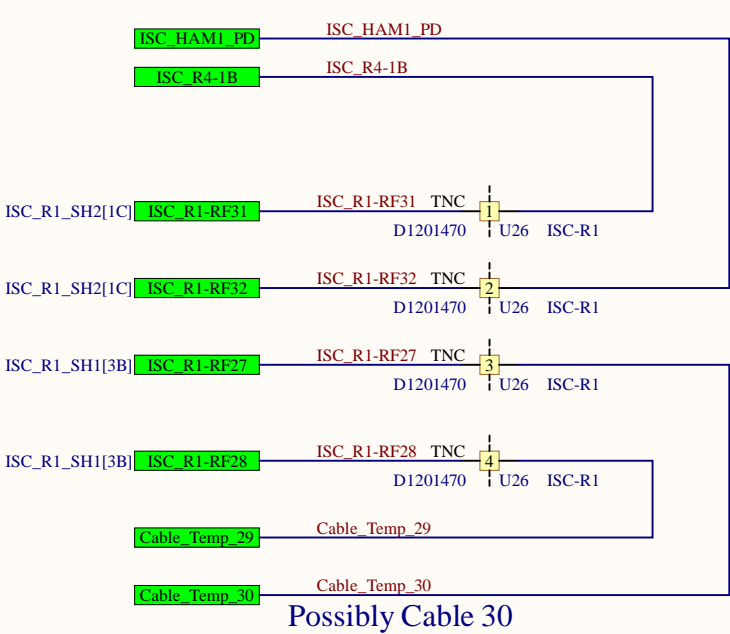 ISC_HAM1_PD ISC_HAM1_PD
ISC_R4-1B ISC_R4-1B
ISC_R1_SH2[1C] ISC_R1-RF31 ISC_R1-RF31 TNC 1
D1201470 U26 ISC-R1
ISC_R1_SH2[1C] ISC_R1-RF32 ISC_R1-RF32 TNC 2
D1201470 U26 ISC-R1
ISC_R1_SH1[3B] ISC_R1-RF27 ISC_R1-RF27 TNC 3
D1201470 U26 ISC-R1
ISC_R1_SH1[3B] ISC_R1-RF28 ISC_R1-RF28 TNC 4
D1201470 U26 ISC-R1
Cable_Temp_29 Cable_Temp_29
Cable_Temp_30 Cable_Temp_30
Possibly Cable 30